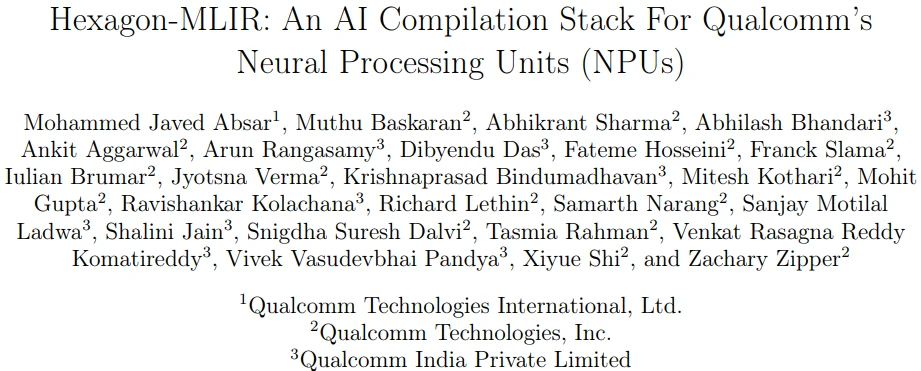 Hexagon-MLIR: An AI Compilation Stack For Qualcomm's
Neural Processing Units (NPUs)
Mohammed Javed Absar¹, Muthu Baskaran², Abhikrant Sharma², Abhilash Bhandari³,
Ankit Aggarwal², Arun Rangasamy³, Dibyendu Das³, Fateme Hosseini², Franck Slama²,
Iulian Brumar², Jyotsna Verma², Krishnaprasad Bindumadhavan³, Mitesh Kothari², Mohit
Gupta², Ravishankar Kolachana³, Richard Lethin², Samarth Narang², Sanjay Motilal
Ladwa³, Shalini Jain³, Snigdha Suresh Dalvi², Tasmia Rahman², Venkat Rasagna Reddy
Komatireddy³, Vivek Vasudevbhai Pandya³, Xiyue Shi², and Zachary Zipper²
¹Qualcomm Technologies International, Ltd.
²Qualcomm Technologies, Inc.
³Qualcomm India Private Limited